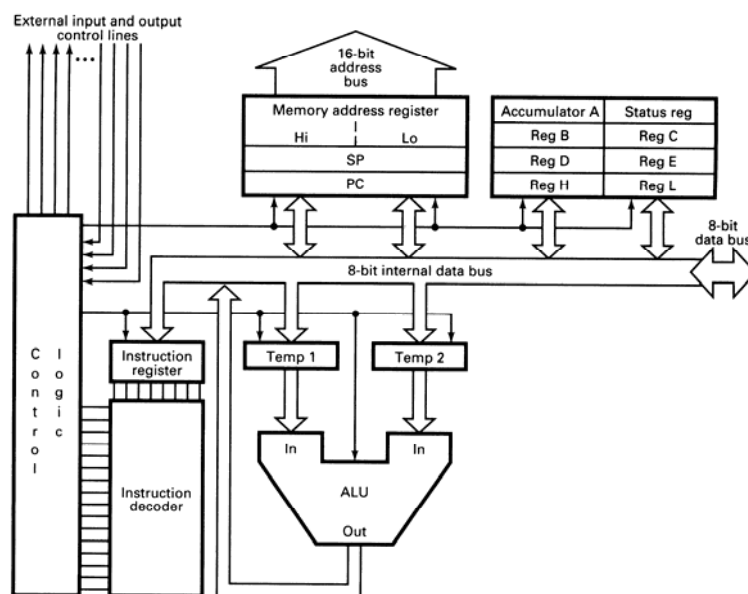 External input and output
control lines
16-bit
address
bus
Memory address register
Hi Lo
SP
PC
Accumulator A Status reg
Reg B Reg C
Reg D Reg E
Reg H Reg L
8-bit
data bus
8-bit internal data bus
Control
logic
Instruction
register
Temp 1
Temp 2
In In
ALU
Out
Instruction
decoder